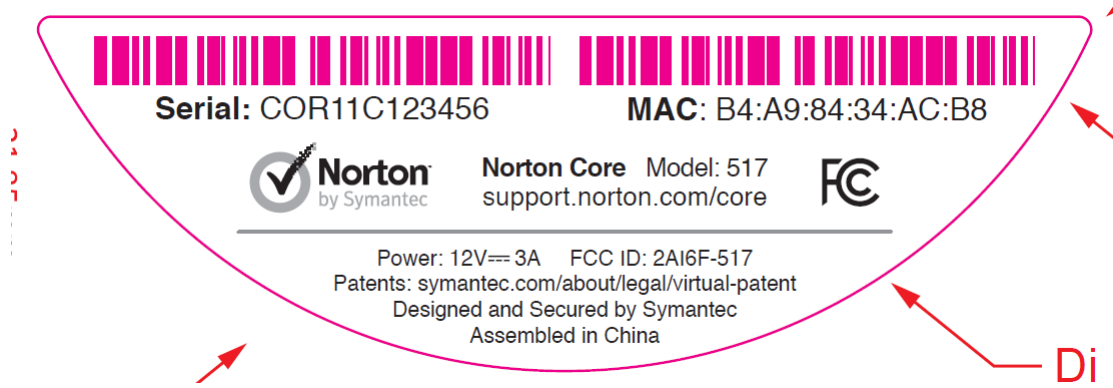 Serial: COR11C123456
MAC: B4:A9:84:34:AC:B8
Norton
by Symantec
Norton Core Model: 517
support.norton.com/core
FC
Power: 12V⎓3A FCC ID: 2AI6F-517
Patents: symantec.com/about/legal/virtual-patent
Designed and Secured by Symantec
Assembled in China
Di